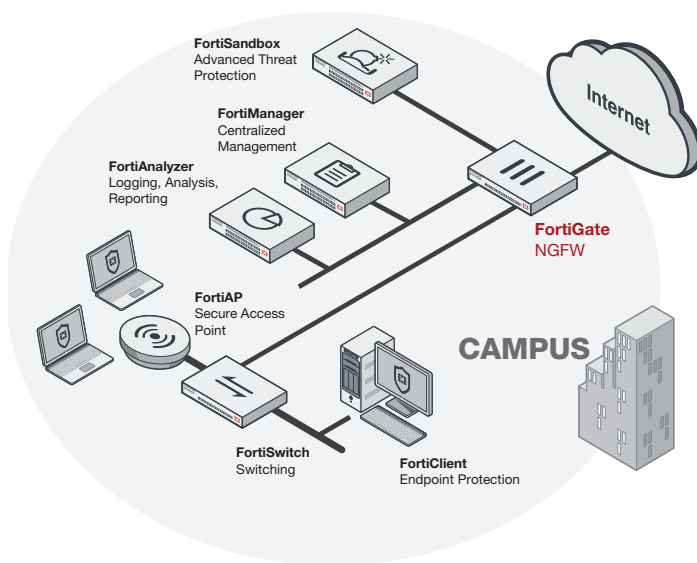 FortiSandbox
Advanced Threat
Protection
FortiManager
Centralized
Management
FortiAnalyzer
Logging, Analysis,
Reporting
Internet
FortiGate
NGFW
FortiAP
Secure Access
Point
CAMPUS
FortiSwitch
Switching
FortiClient
Endpoint Protection